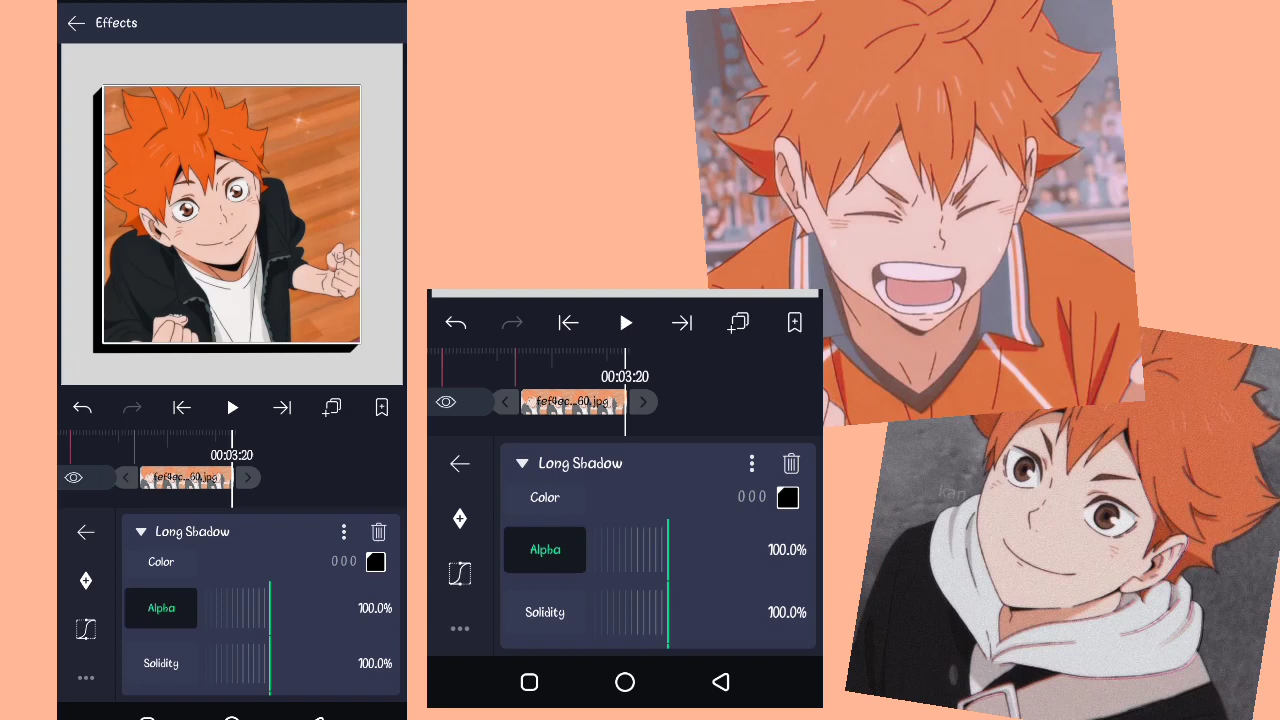 Effects
00:03:20
fef4ac...60.jpg
Long Shadow
Color 0 0 0
Alpha 100.0%
Solidity 100.0%
00:03:20
fef4ac...60.jpg
Long Shadow
Color 0 0 0
Alpha 100.0%
Solidity 100.0%
kan